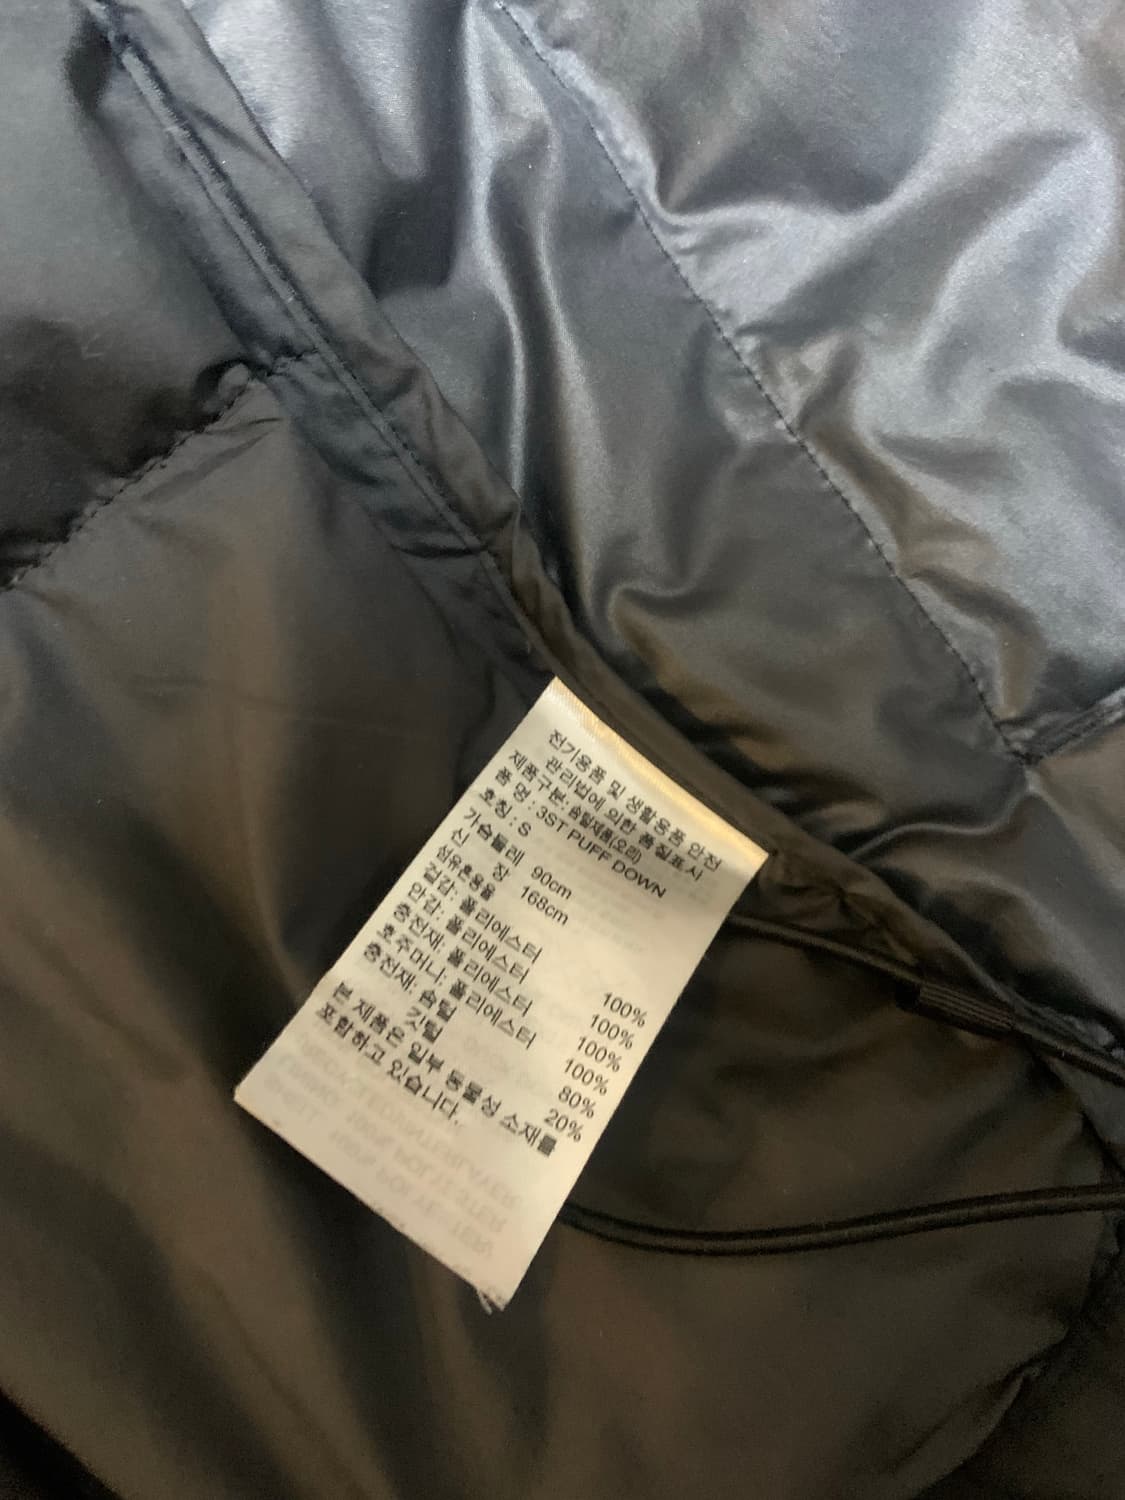 전기용품 및 생활용품 안전
관리법에 의한 품질표시
제품구분: 솜털제품(오리)
품 명 : 3ST PUFF DOWN
호칭 : S
가슴둘레 90cm
신 장 168cm
섬유혼용율
겉감: 폴리에스터 100%
안감: 폴리에스터 100%
충전재: 폴리에스터 100%
호주머니: 폴리에스터 100%
충전재: 솜털 80%
깃털 20%
본 제품은 일부 동물성 소재를
포함하고 있습니다.